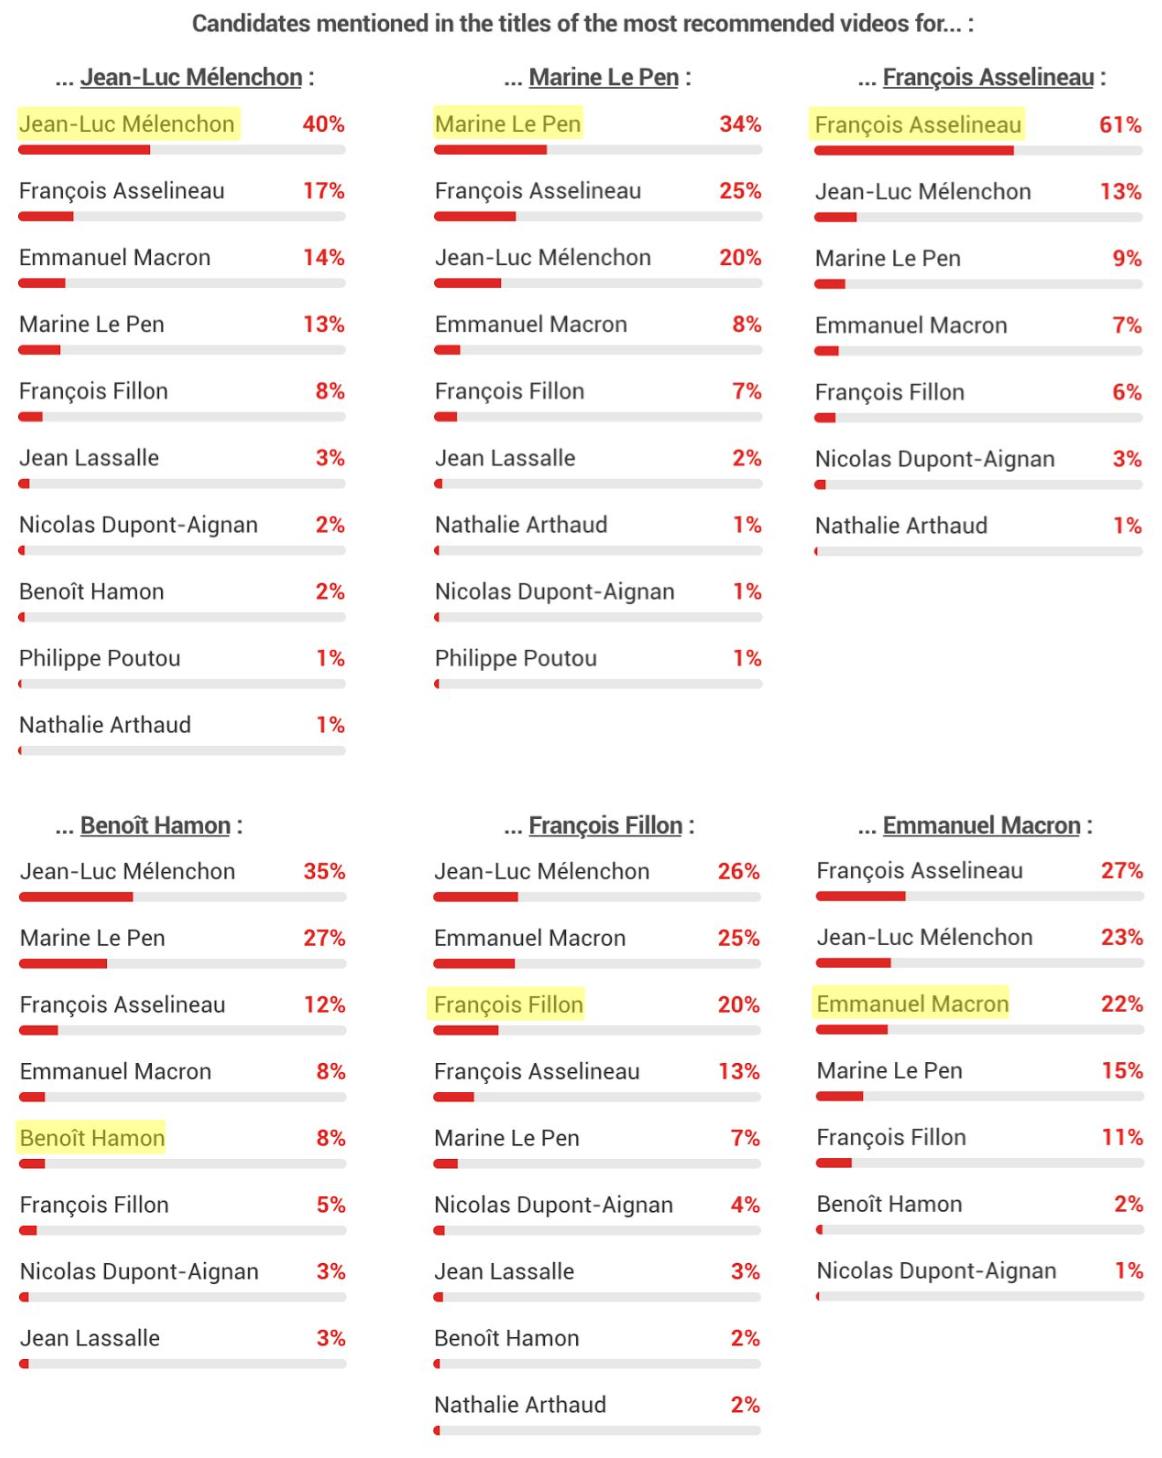 Candidates mentioned in the titles of the most recommended videos for... :
... Jean-Luc Mélenchon :
Jean-Luc Mélenchon 40%
François Asselineau 17%
Emmanuel Macron 14%
Marine Le Pen 13%
François Fillon 8%
Jean Lassalle 3%
Nicolas Dupont-Aignan 2%
Benoît Hamon 2%
Philippe Poutou 1%
Nathalie Arthaud 1%
... Marine Le Pen :
Marine Le Pen 34%
François Asselineau 25%
Jean-Luc Mélenchon 20%
Emmanuel Macron 8%
François Fillon 7%
Jean Lassalle 2%
Nathalie Arthaud 1%
Nicolas Dupont-Aignan 1%
Philippe Poutou 1%
... François Asselineau :
François Asselineau 61%
Jean-Luc Mélenchon 13%
Marine Le Pen 9%
Emmanuel Macron 7%
François Fillon 6%
Nicolas Dupont-Aignan 3%
Nathalie Arthaud 1%
... Benoît Hamon :
Jean-Luc Mélenchon 35%
Marine Le Pen 27%
François Asselineau 12%
Emmanuel Macron 8%
Benoît Hamon 8%
François Fillon 5%
Nicolas Dupont-Aignan 3%
Jean Lassalle 3%
... François Fillon :
Jean-Luc Mélenchon 26%
Emmanuel Macron 25%
François Fillon 20%
François Asselineau 13%
Marine Le Pen 7%
Nicolas Dupont-Aignan 4%
Jean Lassalle 3%
Benoît Hamon 2%
Nathalie Arthaud 2%
... Emmanuel Macron :
François Asselineau 27%
Jean-Luc Mélenchon 23%
Emmanuel Macron 22%
Marine Le Pen 15%
François Fillon 11%
Benoît Hamon 2%
Nicolas Dupont-Aignan 1%